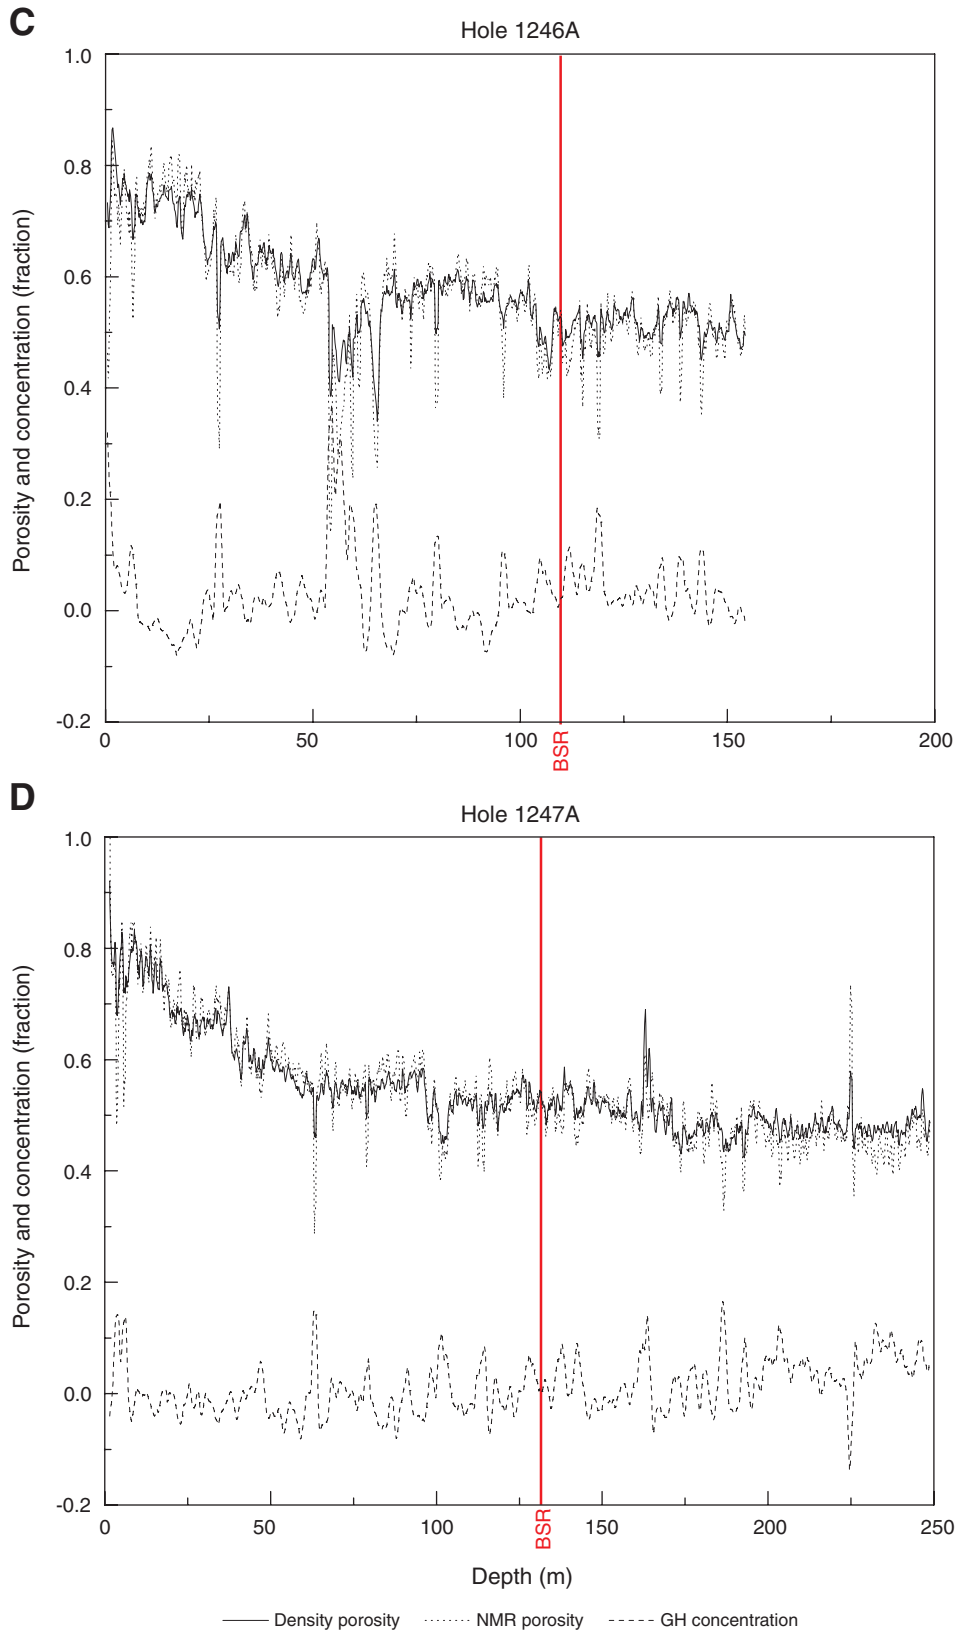 C
Hole 1246A
1.0
0.8
0.6
0.4
0.2
0.0
-0.2
Porosity and concentration (fraction)
0 50 100 150 200
BSR
D
Hole 1247A
1.0
0.8
0.6
0.4
0.2
0.0
-0.2
Porosity and concentration (fraction)
0 50 100 150 200 250
BSR
Depth (m)
Density porosity NMR porosity GH concentration